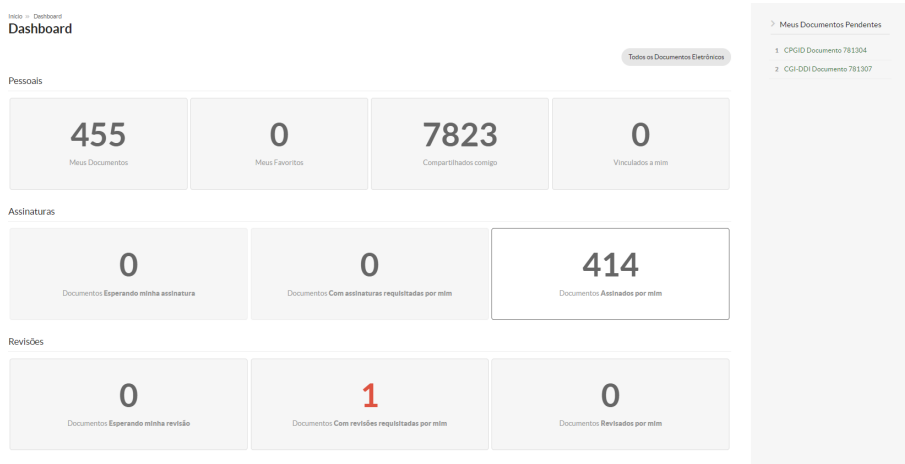 Início » Dashboard
Dashboard
Todos os Documentos Eletrônicos
Pessoais
455
Meus Documentos
0
Meus Favoritos
7823
Compartilhados comigo
0
Vinculados a mim
Assinaturas
0
Documentos Esperando minha assinatura
0
Documentos Com assinaturas requisitadas por mim
414
Documentos Assinados por mim
Revisões
0
Documentos Esperando minha revisão
1
Documentos Com revisões requisitadas por mim
0
Documentos Revisados por mim
Meus Documentos Pendentes
1 CPGID Documento 781304
2 CGI-DDI Documento 781307